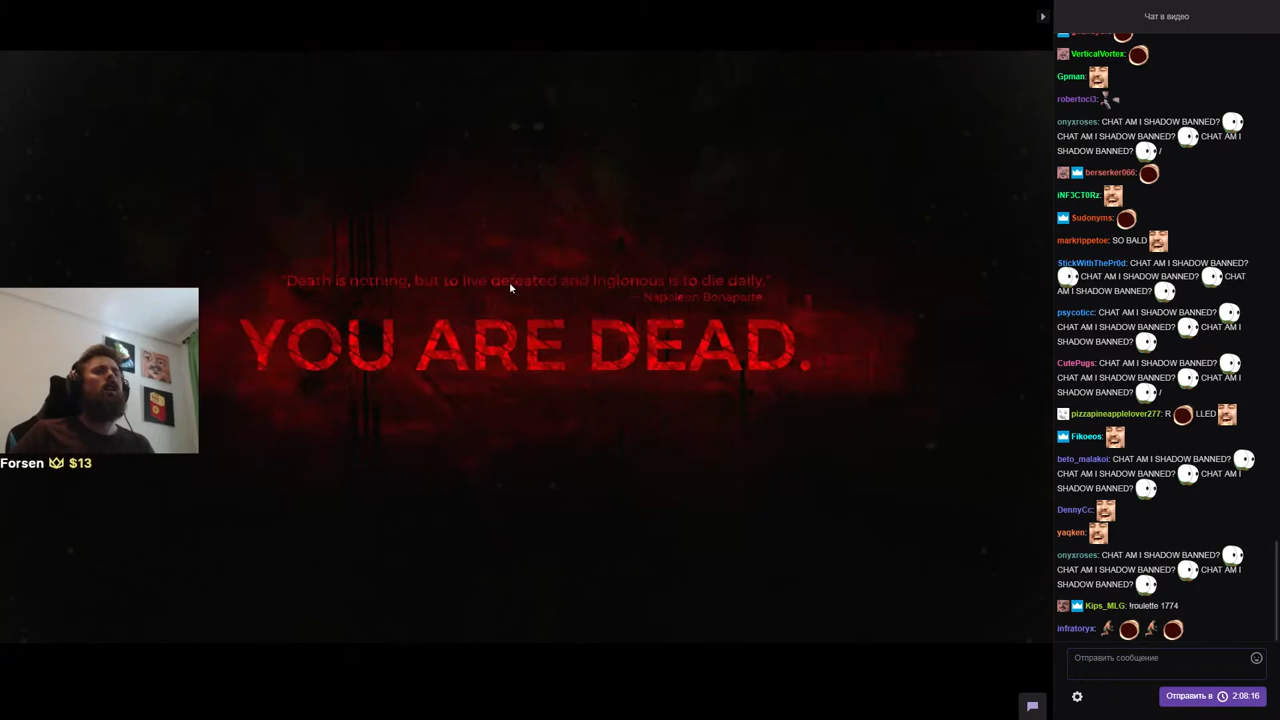 "Death is nothing, but to live defeated and inglorious is to die daily."
— Napoleon Bonaparte
YOU ARE DEAD.
Forsen $13
Чат в видео
VerticalVortex:
Gpman:
robertoci3:
onyxroses: CHAT AM I SHADOW BANNED?
CHAT AM I SHADOW BANNED? CHAT AM I
SHADOW BANNED? /
berserker066:
iNF3CT0Rz:
Sudonyms:
markrippetoe: SO BALD
StickWithThePr0d: CHAT AM I SHADOW BANNED?
CHAT AM I SHADOW BANNED? CHAT
AM I SHADOW BANNED?
psycoticc: CHAT AM I SHADOW BANNED?
CHAT AM I SHADOW BANNED? CHAT AM I
SHADOW BANNED?
CutePugs: CHAT AM I SHADOW BANNED?
CHAT AM I SHADOW BANNED? CHAT AM I
SHADOW BANNED? /
pizzapineapplelover277: R LLED
Fikoeos:
beto_malakoi: CHAT AM I SHADOW BANNED?
CHAT AM I SHADOW BANNED? CHAT AM I
SHADOW BANNED?
DennyCc:
yaqken:
onyxroses: CHAT AM I SHADOW BANNED?
CHAT AM I SHADOW BANNED? CHAT AM I
SHADOW BANNED?
Kips_MLG: !roulette 1774
infratoryx:
Отправить сообщение
Отправить в 2:08:16